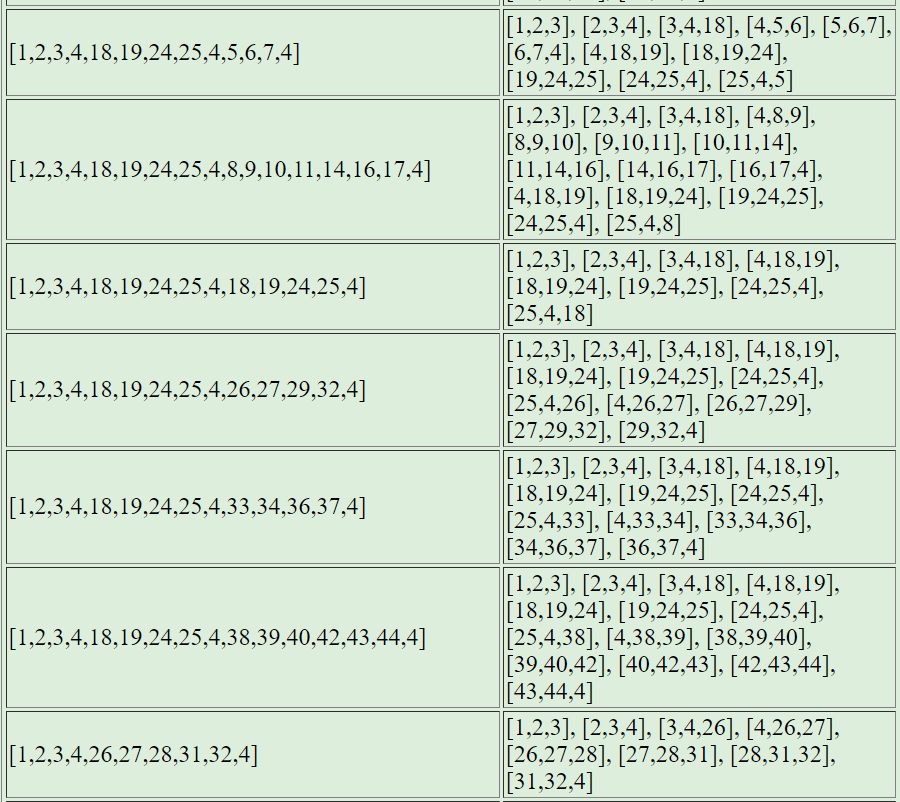 [1,2,3,4,18,19,24,25,4,5,6,7,4]
[1,2,3], [2,3,4], [3,4,18], [4,5,6], [5,6,7],
[6,7,4], [4,18,19], [18,19,24],
[19,24,25], [24,25,4], [25,4,5]
[1,2,3,4,18,19,24,25,4,8,9,10,11,14,16,17,4]
[1,2,3], [2,3,4], [3,4,18], [4,8,9],
[8,9,10], [9,10,11], [10,11,14],
[11,14,16], [14,16,17], [16,17,4],
[4,18,19], [18,19,24], [19,24,25],
[24,25,4], [25,4,8]
[1,2,3,4,18,19,24,25,4,18,19,24,25,4]
[1,2,3], [2,3,4], [3,4,18], [4,18,19],
[18,19,24], [19,24,25], [24,25,4],
[25,4,18]
[1,2,3,4,18,19,24,25,4,26,27,29,32,4]
[1,2,3], [2,3,4], [3,4,18], [4,18,19],
[18,19,24], [19,24,25], [24,25,4],
[25,4,26], [4,26,27], [26,27,29],
[27,29,32], [29,32,4]
[1,2,3,4,18,19,24,25,4,33,34,36,37,4]
[1,2,3], [2,3,4], [3,4,18], [4,18,19],
[18,19,24], [19,24,25], [24,25,4],
[25,4,33], [4,33,34], [33,34,36],
[34,36,37], [36,37,4]
[1,2,3,4,18,19,24,25,4,38,39,40,42,43,44,4]
[1,2,3], [2,3,4], [3,4,18], [4,18,19],
[18,19,24], [19,24,25], [24,25,4],
[25,4,38], [4,38,39], [38,39,40],
[39,40,42], [40,42,43], [42,43,44],
[43,44,4]
[1,2,3,4,26,27,28,31,32,4]
[1,2,3], [2,3,4], [3,4,26], [4,26,27],
[26,27,28], [27,28,31], [28,31,32],
[31,32,4]